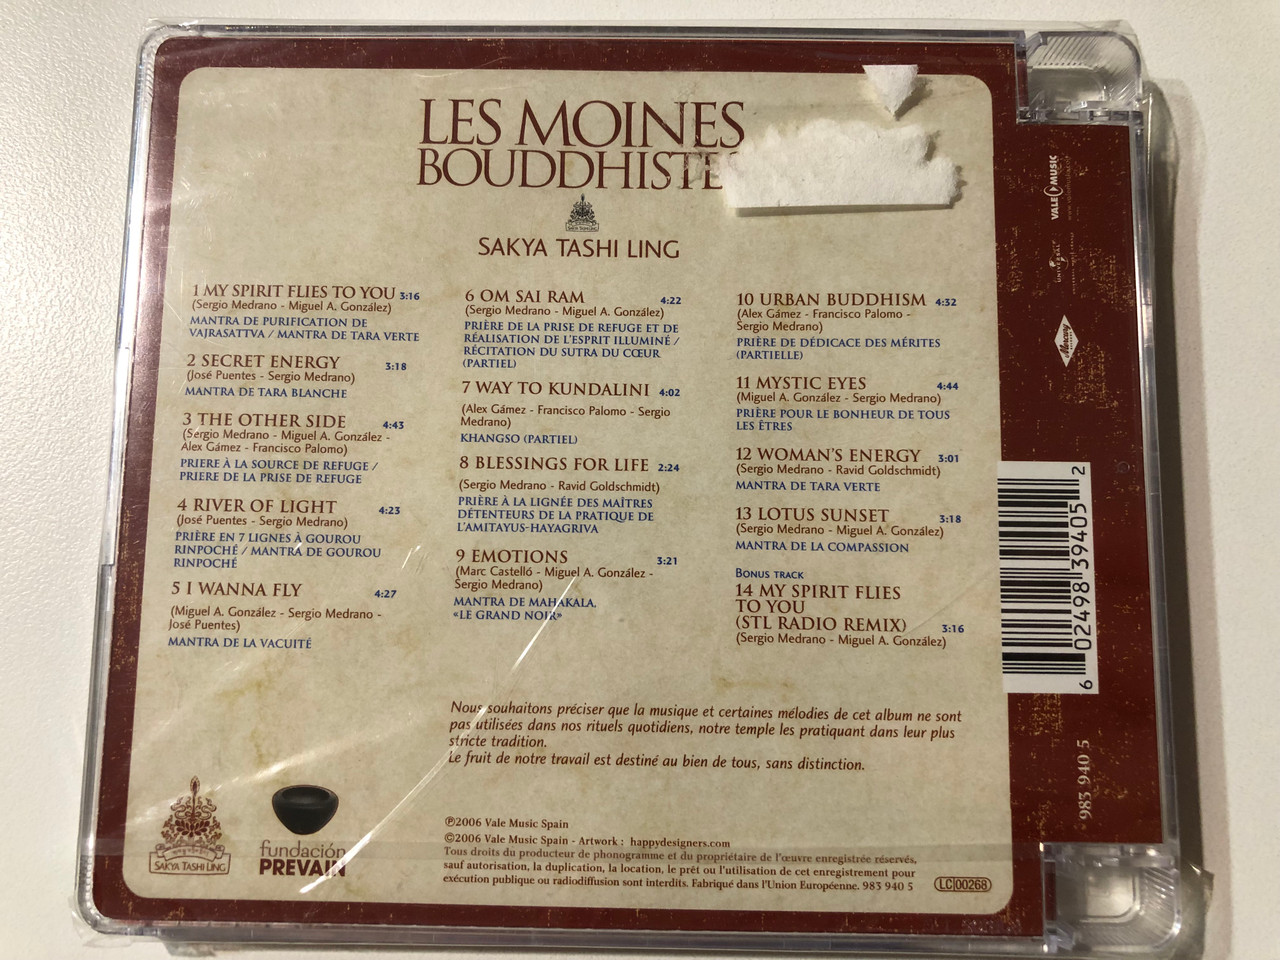 LES MOINES
BOUDDHISTES
SAKYA TASHI LING
1 MY SPIRIT FLIES TO YOU 3:16
(Sergio Medrano - Miguel A. González)
MANTRA DE PURIFICATION DE
VAJRASATTVA / MANTRA DE TARA VERTE
2 SECRET ENERGY 3:18
(José Puentes - Sergio Medrano)
MANTRA DE TARA BLANCHE
3 THE OTHER SIDE 4:43
(Sergio Medrano - Miguel A. González -
Alex Gámez - Francisco Palomo)
PRIERE À LA SOURCE DE REFUGE /
PRIERE DE LA PRISE DE REFUGE
4 RIVER OF LIGHT 4:23
(José Puentes - Sergio Medrano)
PRIÈRE EN 7 LIGNES À GOUROU
RINPOCHÉ / MANTRA DE GOUROU
RINPOCHÉ
5 I WANNA FLY 4:27
(Miguel A. González - Sergio Medrano -
José Puentes)
MANTRA DE LA VACUITÉ
6 OM SAI RAM 4:22
(Sergio Medrano - Miguel A. González)
PRIÈRE DE LA PRISE DE REFUGE ET DE
RÉALISATION DE L'ESPRIT ILLUMINÉ /
RÉCITATION DU SUTRA DU CŒUR
(PARTIEL)
7 WAY TO KUNDALINI 4:02
(Alex Gámez - Francisco Palomo - Sergio
Medrano)
KHANGSO (PARTIEL)
8 BLESSINGS FOR LIFE 2:24
(Sergio Medrano - Ravid Goldschmidt)
PRIÈRE À LA LIGNÉE DES MAÎTRES
DÉTENTEURS DE LA PRATIQUE DE
L'AMITAYUS-HAYAGRIVA
9 EMOTIONS 3:21
(Marc Castelló - Miguel A. González -
Sergio Medrano)
MANTRA DE MAHAKALA,
«LE GRAND NOIR»
10 URBAN BUDDHISM 4:32
(Alex Gámez - Francisco Palomo -
Sergio Medrano)
PRIÈRE DE DÉDICACE DES MÉRITES
(PARTIELLE)
11 MYSTIC EYES 4:44
(Miguel A. González - Sergio Medrano)
PRIÈRE POUR LE BONHEUR DE TOUS
LES ÊTRES
12 WOMAN'S ENERGY 3:01
(Sergio Medrano - Ravid Goldschmidt)
MANTRA DE TARA VERTE
13 LOTUS SUNSET 3:18
(Sergio Medrano - Miguel A. González)
MANTRA DE LA COMPASSION
BONUS TRACK
14 MY SPIRIT FLIES
TO YOU
(STL RADIO REMIX) 3:16
(Sergio Medrano - Miguel A. González)
Nous souhaitons préciser que la musique et certaines mélodies de cet album ne sont
pas utilisées dans nos rituels quotidiens, notre temple les pratiquant dans leur plus
stricte tradition.
Le fruit de notre travail est destiné au bien de tous, sans distinction.
℗2006 Vale Music Spain
©2006 Vale Music Spain - Artwork : happydesigners.com
Tous droits du producteur de phonogramme et du propriétaire de l'œuvre enregistrée réservés,
sauf autorisation, la duplication, la location, le prêt ou l'utilisation de cet enregistrement pour
exécution publique ou radiodiffusion sont interdits. Fabriqué dans l'Union Européenne. 983 940 5
LC 00268
SAKYA TASHI LING
fundación
PREVAIN
VALE MUSIC
UNIVERSAL
Mercury
6 02498 39405 2
983 940 5